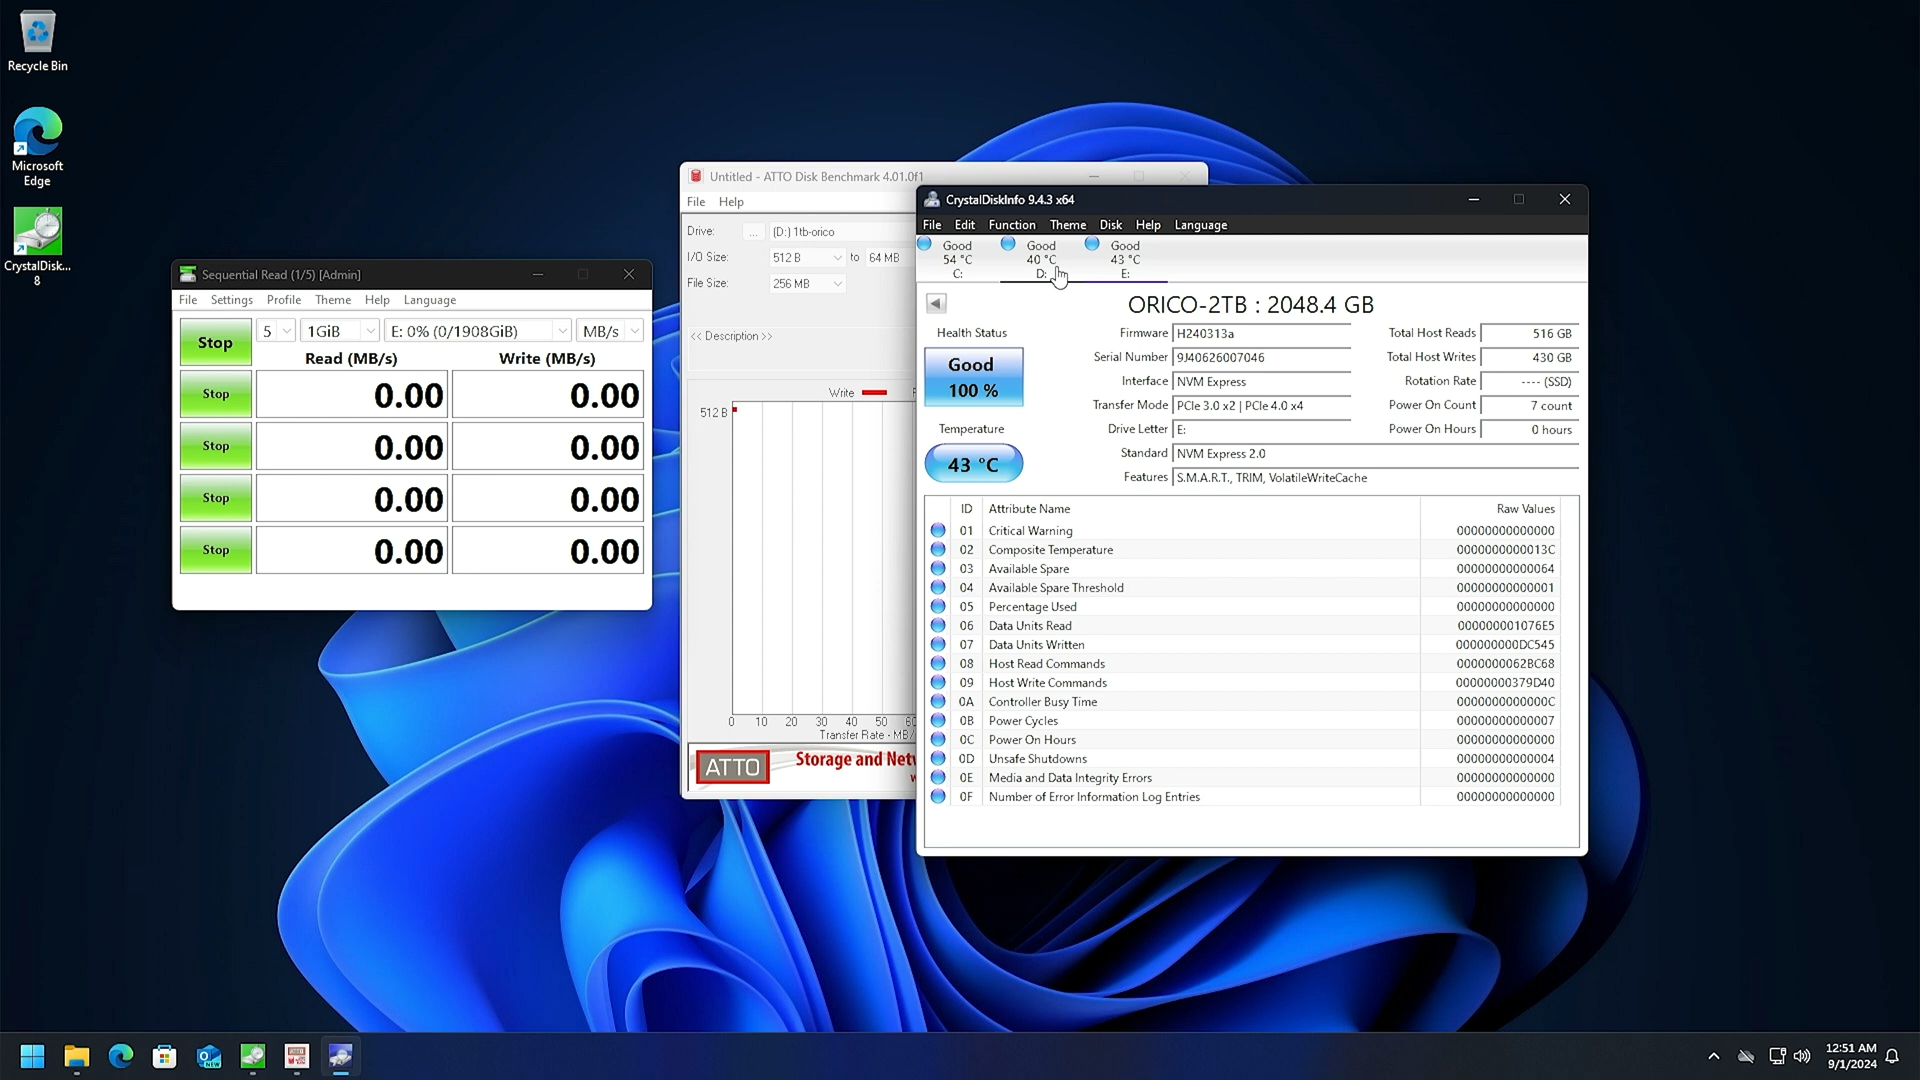 Recycle Bin
Microsoft
Edge
CrystalDisk...
8
Sequential Read (1/5) [Admin]
File Settings Profile Theme Help Language
Stop 5 1GiB E: 0% (0/1908GiB) MB/s
Read (MB/s) Write (MB/s)
Stop 0.00 0.00
Stop 0.00 0.00
Stop 0.00 0.00
Stop 0.00 0.00
Untitled - ATTO Disk Benchmark 4.01.0f1
File Help
Drive: ... (D:) 1tb-orico
I/O Size: 512 B to 64 MB
File Size: 256 MB
<< Description >>
Write
512 B
0 10 20 30 40 50
Transfer Rate - MB/
ATTO Storage and
CrystalDiskInfo 9.4.3 x64
File Edit Function Theme Disk Help Language
Good Good Good
54 °C 40 °C 43 °C
C: D: E:
ORICO-2TB : 2048.4 GB
Health Status
Good
100 %
Temperature
43 °C
Firmware H240313a
Serial Number 9J40626007046
Interface NVM Express
Transfer Mode PCIe 3.0 x2 | PCIe 4.0 x4
Drive Letter E:
Standard NVM Express 2.0
Features S.M.A.R.T., TRIM, VolatileWriteCache
Total Host Reads 516 GB
Total Host Writes 430 GB
Rotation Rate ---- (SSD)
Power On Count 7 count
Power On Hours 0 hours
ID Attribute Name Raw Values
01 Critical Warning 00000000000000
02 Composite Temperature 0000000000013C
03 Available Spare 00000000000064
04 Available Spare Threshold 00000000000001
05 Percentage Used 00000000000000
06 Data Units Read 000000001076E5
07 Data Units Written 000000000DC545
08 Host Read Commands 0000000062BC68
09 Host Write Commands 00000000379D40
0A Controller Busy Time 0000000000000C
0B Power Cycles 00000000000007
0C Power On Hours 00000000000000
0D Unsafe Shutdowns 00000000000004
0E Media and Data Integrity Errors 00000000000000
0F Number of Error Information Log Entries 00000000000000
12:51 AM
9/1/2024